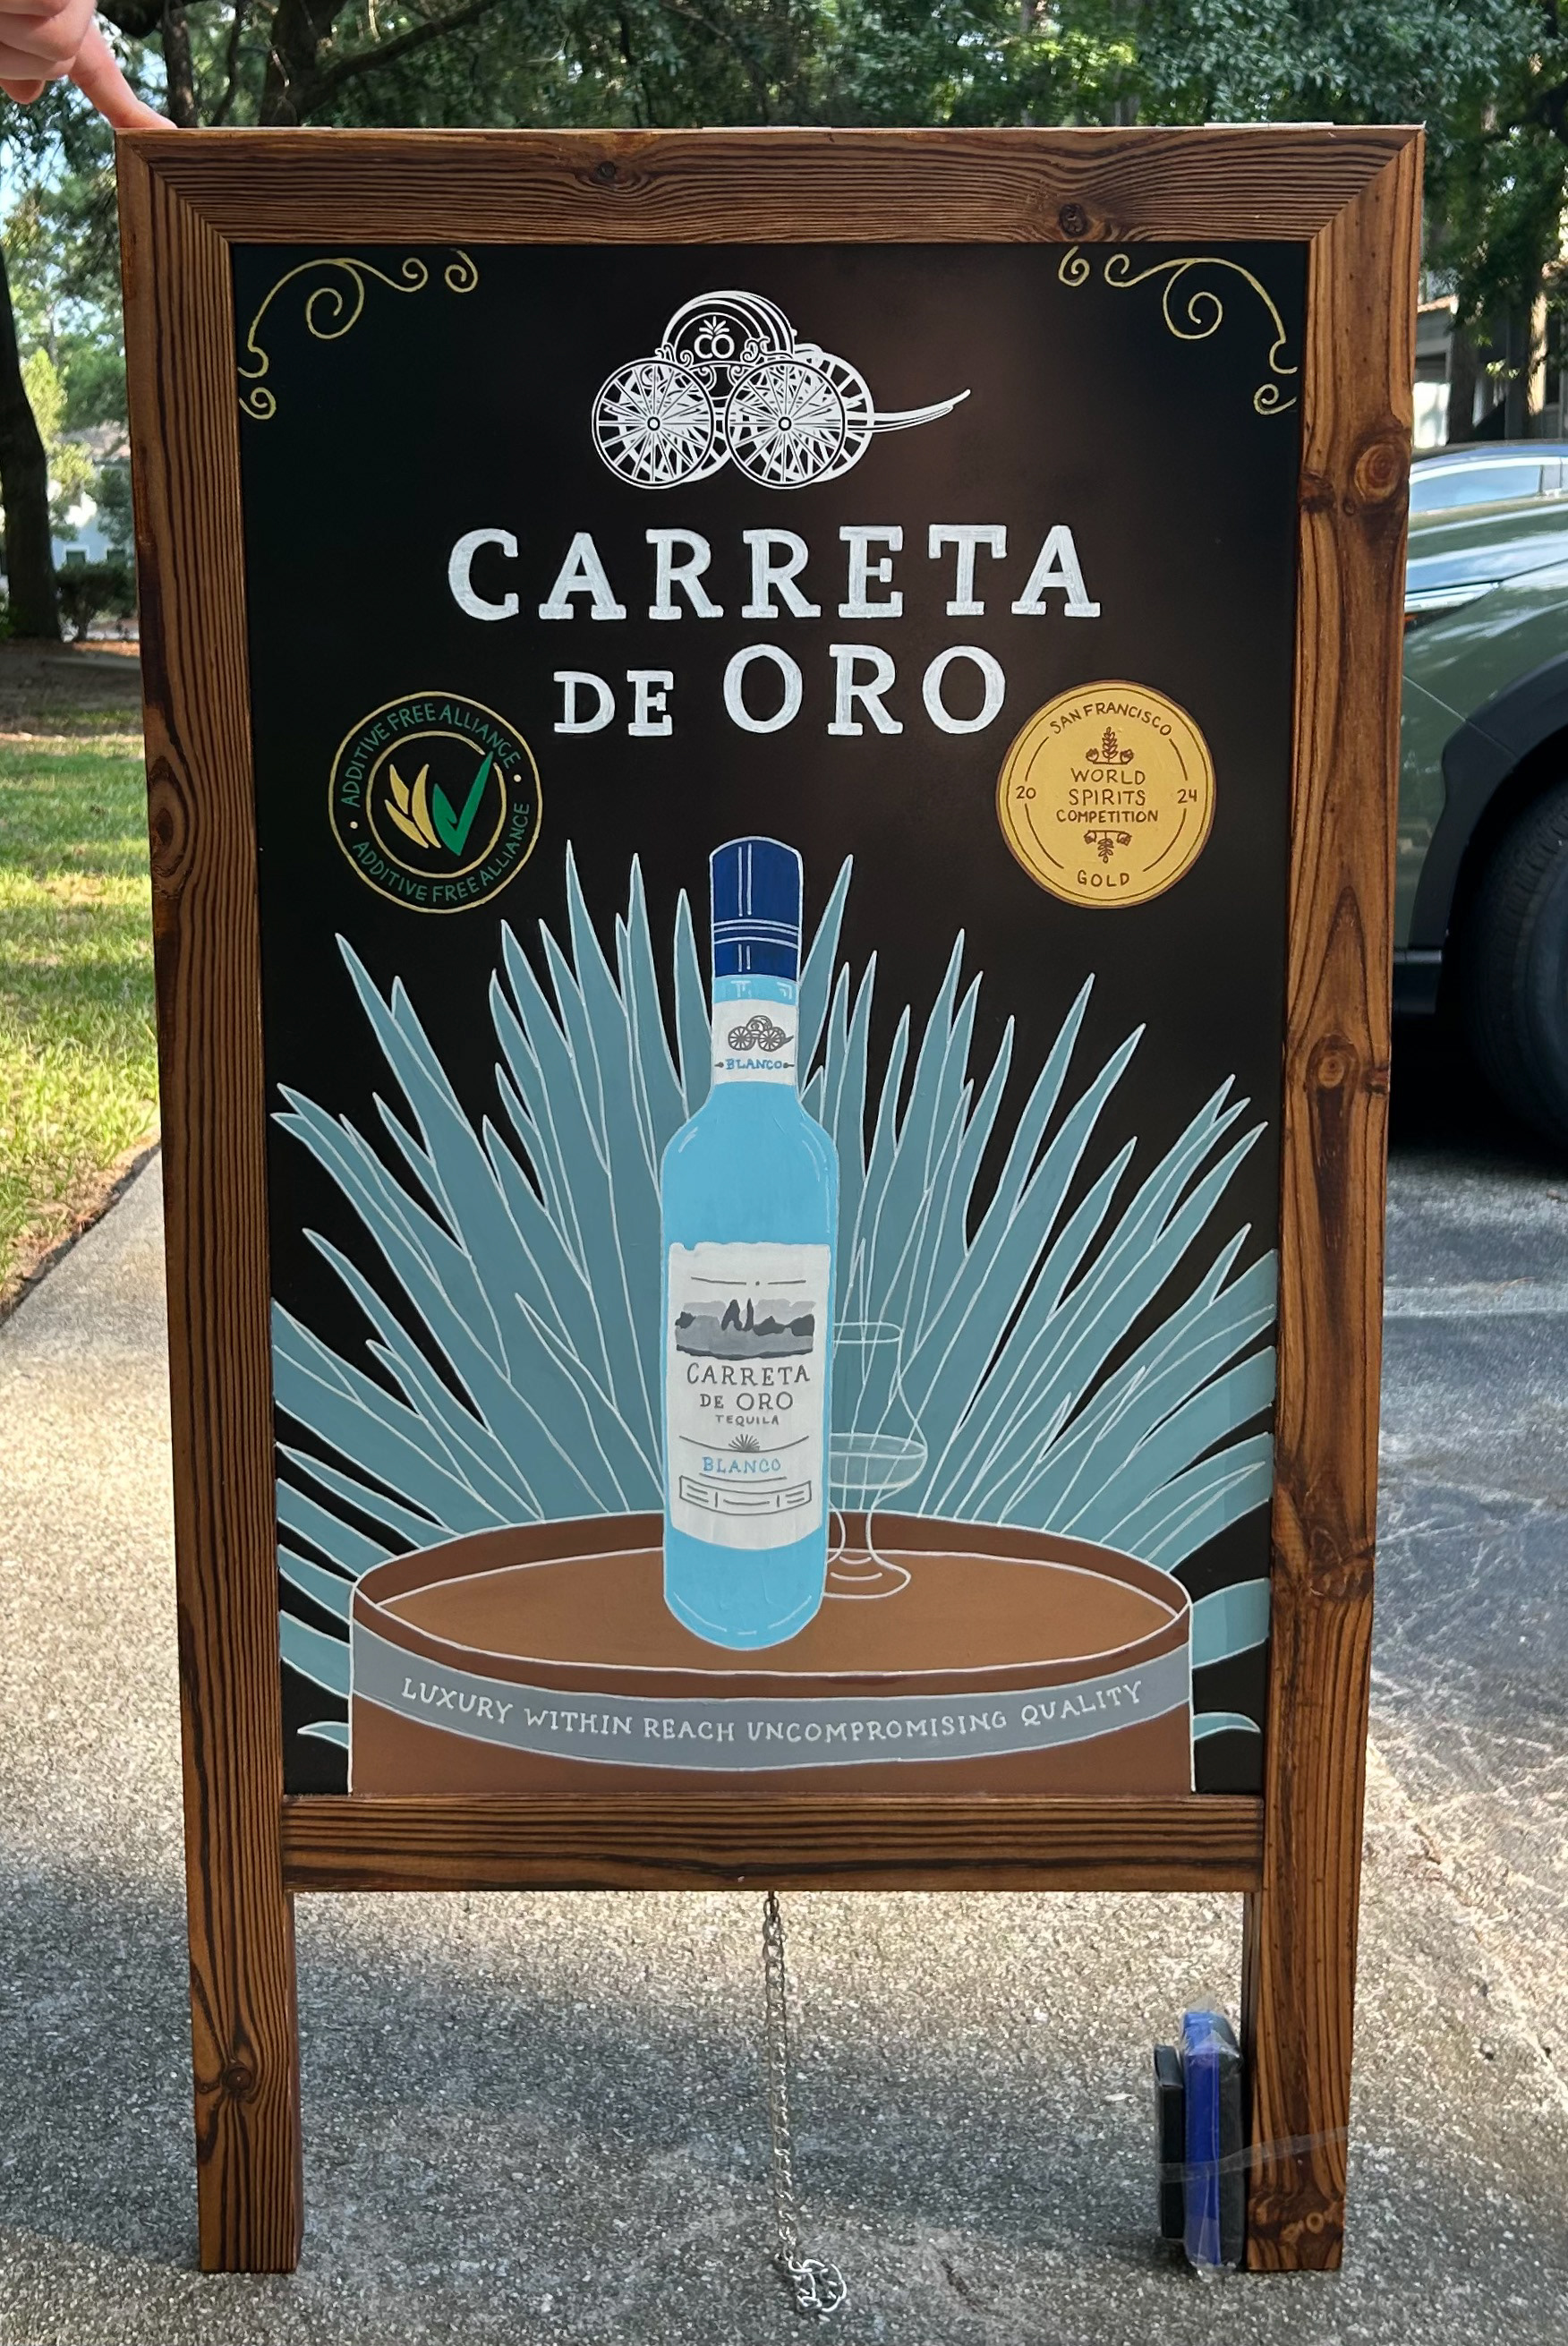 CO
CARRETA
DE ORO
ADDITIVE FREE ALLIANCE
ADDITIVE FREE ALLIANCE
SAN FRANCISCO
WORLD
20 SPIRITS 24
COMPETITION
GOLD
BLANCO
CARRETA
DE ORO
TEQUILA
BLANCO
LUXURY WITHIN REACH UNCOMPROMISING QUALITY